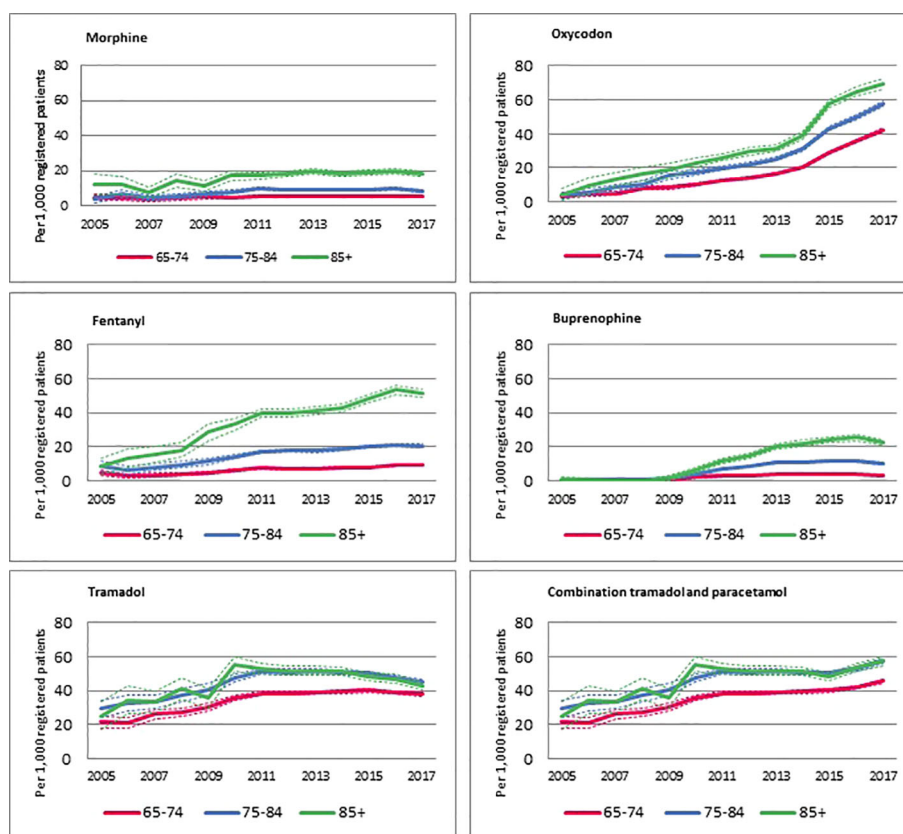 Morphine
Per 1,000 registered patients
80
60
40
20
0
2005 2007 2009 2011 2013 2015 2017
65-74 75-84 85+
Oxycodon
Per 1,000 registered patients
80
60
40
20
0
2005 2007 2009 2011 2013 2015 2017
65-74 75-84 85+
Fentanyl
Per 1,000 registered patients
80
60
40
20
0
2005 2007 2009 2011 2013 2015 2017
65-74 75-84 85+
Buprenophine
Per 1,000 registered patients
80
60
40
20
0
2005 2007 2009 2011 2013 2015 2017
65-74 75-84 85+
Tramadol
Per 1,000 registered patients
80
60
40
20
0
2005 2007 2009 2011 2013 2015 2017
65-74 75-84 85+
Combination tramadol and paracetamol
Per 1,000 registered patients
80
60
40
20
0
2005 2007 2009 2011 2013 2015 2017
65-74 75-84 85+